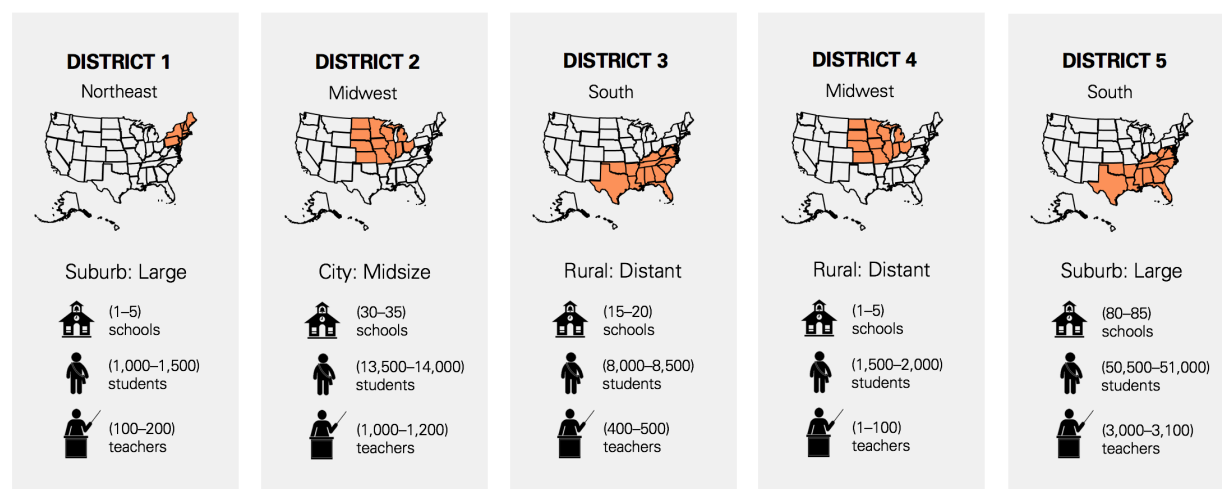 DISTRICT 1
Northeast
Suburb: Large
(1–5)
schools
(1,000–1,500)
students
(100–200)
teachers
DISTRICT 2
Midwest
City: Midsize
(30–35)
schools
(13,500–14,000)
students
(1,000–1,200)
teachers
DISTRICT 3
South
Rural: Distant
(15–20)
schools
(8,000–8,500)
students
(400–500)
teachers
DISTRICT 4
Midwest
Rural: Distant
(1–5)
schools
(1,500–2,000)
students
(1–100)
teachers
DISTRICT 5
South
Suburb: Large
(80–85)
schools
(50,500–51,000)
students
(3,000–3,100)
teachers